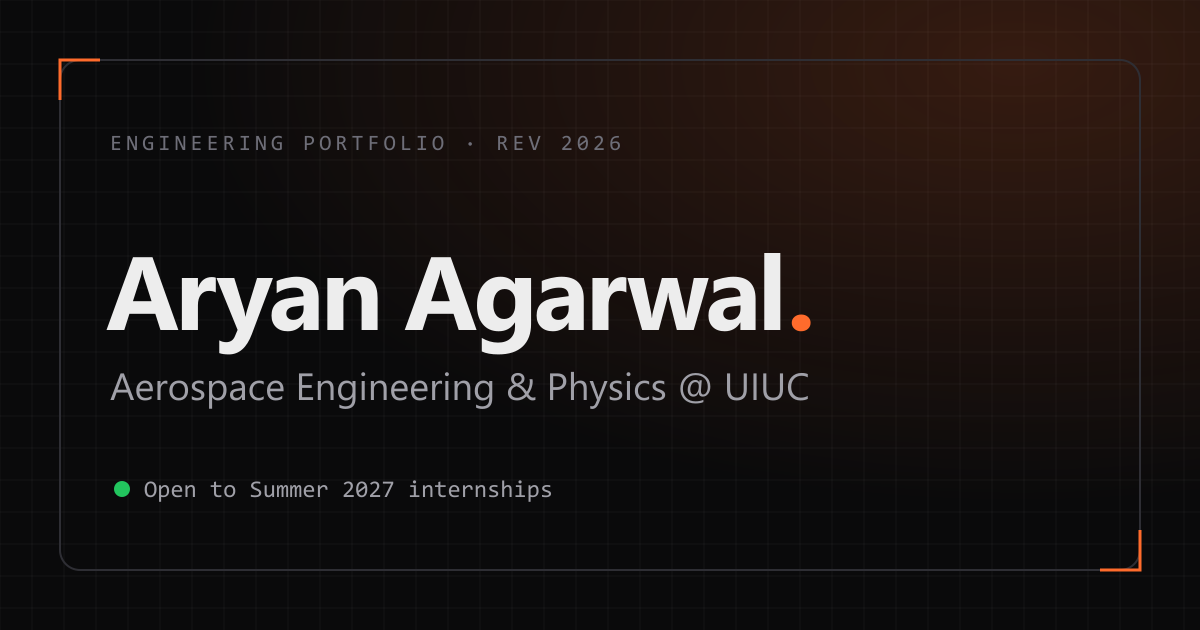 ENGINEERING PORTFOLIO · REV 2026
Aryan Agarwal.
Aerospace Engineering & Physics @ UIUC
Open to Summer 2027 internships